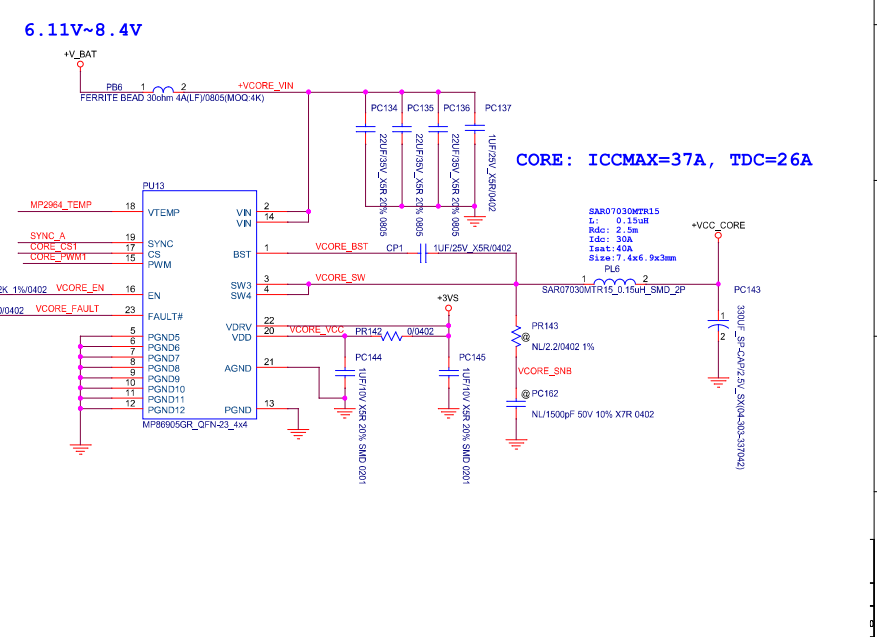 6.11V~8.4V
+V_BAT
PB6 1 2 +VCORE_VIN
FERRITE BEAD 30ohm 4A(LF)/0805(MOQ:4K)
PC134 PC135 PC136 PC137
22UF/35V_X5R 20% 0805
22UF/35V_X5R 20% 0805
22UF/35V_X5R 20% 0805
1UF/25V_X5R/0402
CORE: ICCMAX=37A, TDC=26A
PU13
MP2964_TEMP 18 VTEMP
VIN 2
VIN 14
SYNC_A 19 SYNC
CORE_CS1 17 CS
CORE_PWM1 15 PWM
BST 1 VCORE_BST CP1 1UF/25V_X5R/0402
SW3 3 VCORE_SW
SW4 4
2K 1%/0402 VCORE_EN 16 EN
0/0402 VCORE_FAULT 23 FAULT#
SAR07030MTR15
L: 0.15uH
Rdc: 2.5m
Idc: 30A
Isat:40A
Size:7.4x6.9x3mm
PL6
1 2
SAR07030MTR15_0.15uH_SMD_2P
+VCC_CORE
PC143
1
2
330UF_SP-CAP/2.5V_SX(04-303-337042)
+3VS
VDRV 22
VDD 20 VCORE_VCC PR142 0/0402
5 PGND5
6 PGND6
7 PGND7
8 PGND8
9 PGND9
10 PGND10
11 PGND11
12 PGND12
AGND 21
PGND 13
PC144
1UF/10V X5R 20% SMD 0201
PC145
1UF/10V X5R 20% SMD 0201
PR143
@
NL/2.2/0402 1%
VCORE_SNB
@ PC162
NL/1500pF 50V 10% X7R 0402
MP86905GR_QFN-23_4x4